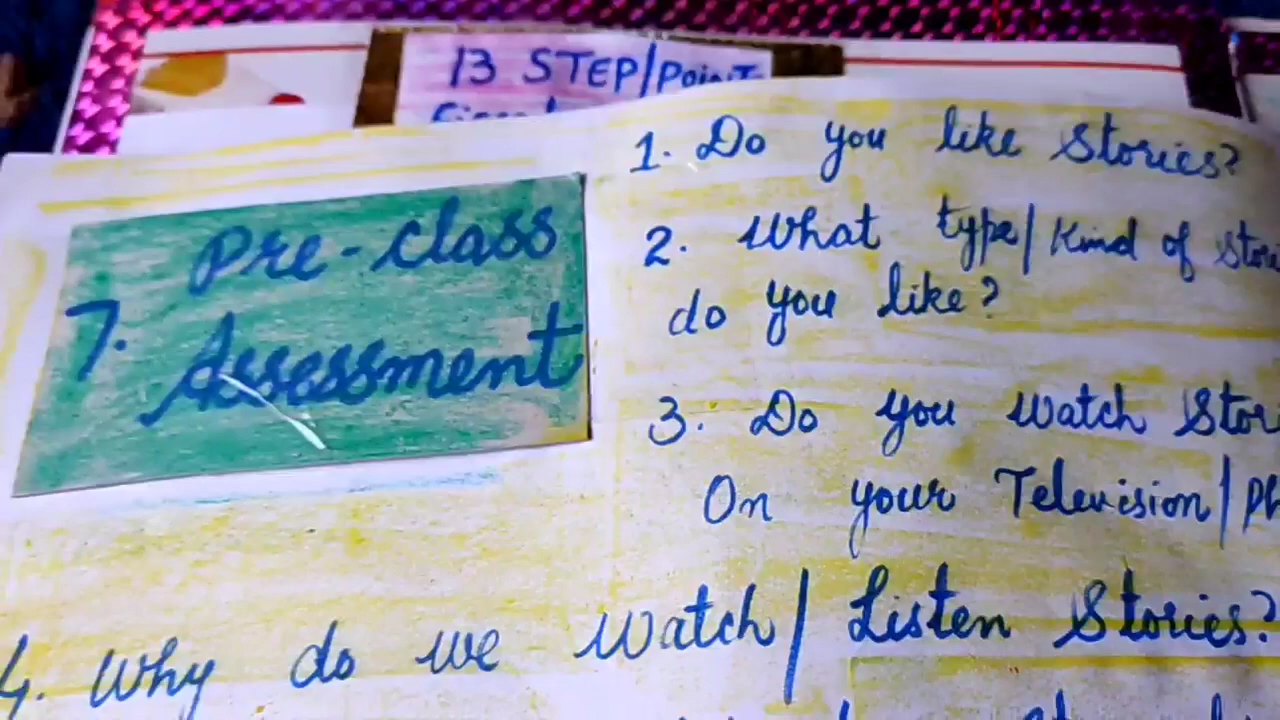 13 STEP/Point
Pre-class
7. Assessment
1. Do you like Stories?
2. What type/Kind of
do you like?
3. Do you watch
On your Television/
4. Why do we Watch/Listen Stories?